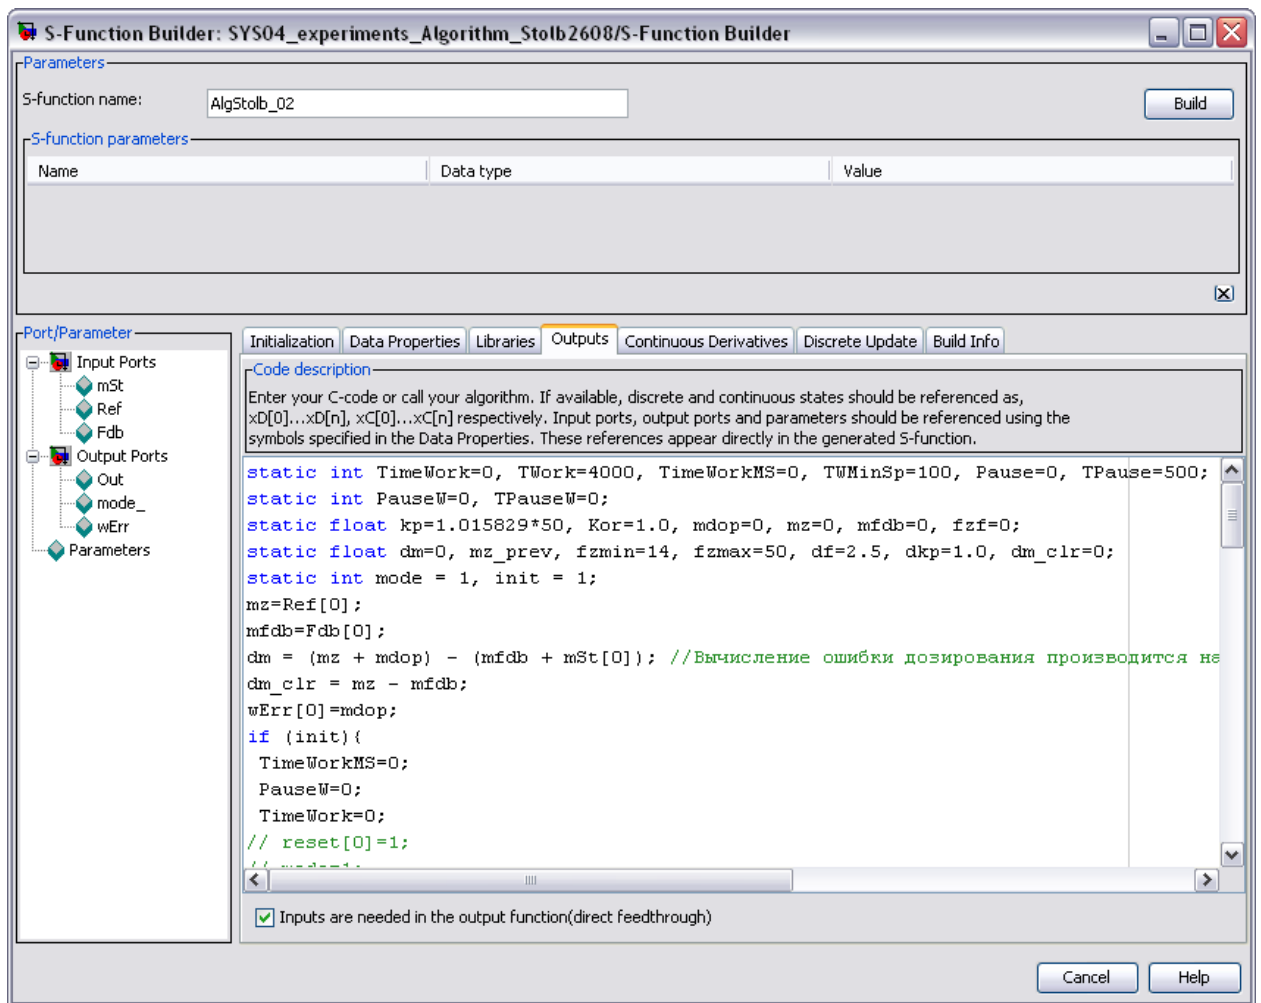 S-Function Builder: SYS04_experiments_Algorithm_Stolb2608/S-Function Builder
Parameters
S-function name:
AlgStolb_02
Build
S-function parameters
Name
Data type
Value
Port/Parameter
Input Ports
mSt
Ref
Fdb
Output Ports
Out
mode_
wErr
Parameters
Initialization
Data Properties
Libraries
Outputs
Continuous Derivatives
Discrete Update
Build Info
Code description
Enter your C-code or call your algorithm. If available, discrete and continuous states should be referenced as,
xD[0]...xD[n], xC[0]...xC[n] respectively. Input ports, output ports and parameters should be referenced using the
symbols specified in the Data Properties. These references appear directly in the generated S-function.
static int TimeWork=0, TWork=4000, TimeWorkMS=0, TWMinSp=100, Pause=0, TPause=500;
static int PauseW=0, TPauseW=0;
static float kp=1.015829*50, Kor=1.0, mdop=0, mz=0, mfdb=0, fzf=0;
static float dm=0, mz_prev, fzmin=14, fzmax=50, df=2.5, dkp=1.0, dm_clr=0;
static int mode = 1, init = 1;
mz=Ref[0];
mfdb=Fdb[0];
dm = (mz + mdop) - (mfdb + mSt[0]); //Вычисление ошибки дозирования производится на
dm_clr = mz - mfdb;
wErr[0]=mdop;
if (init){
TimeWorkMS=0;
PauseW=0;
TimeWork=0;
// reset[0]=1;
Inputs are needed in the output function(direct feedthrough)
Cancel
Help